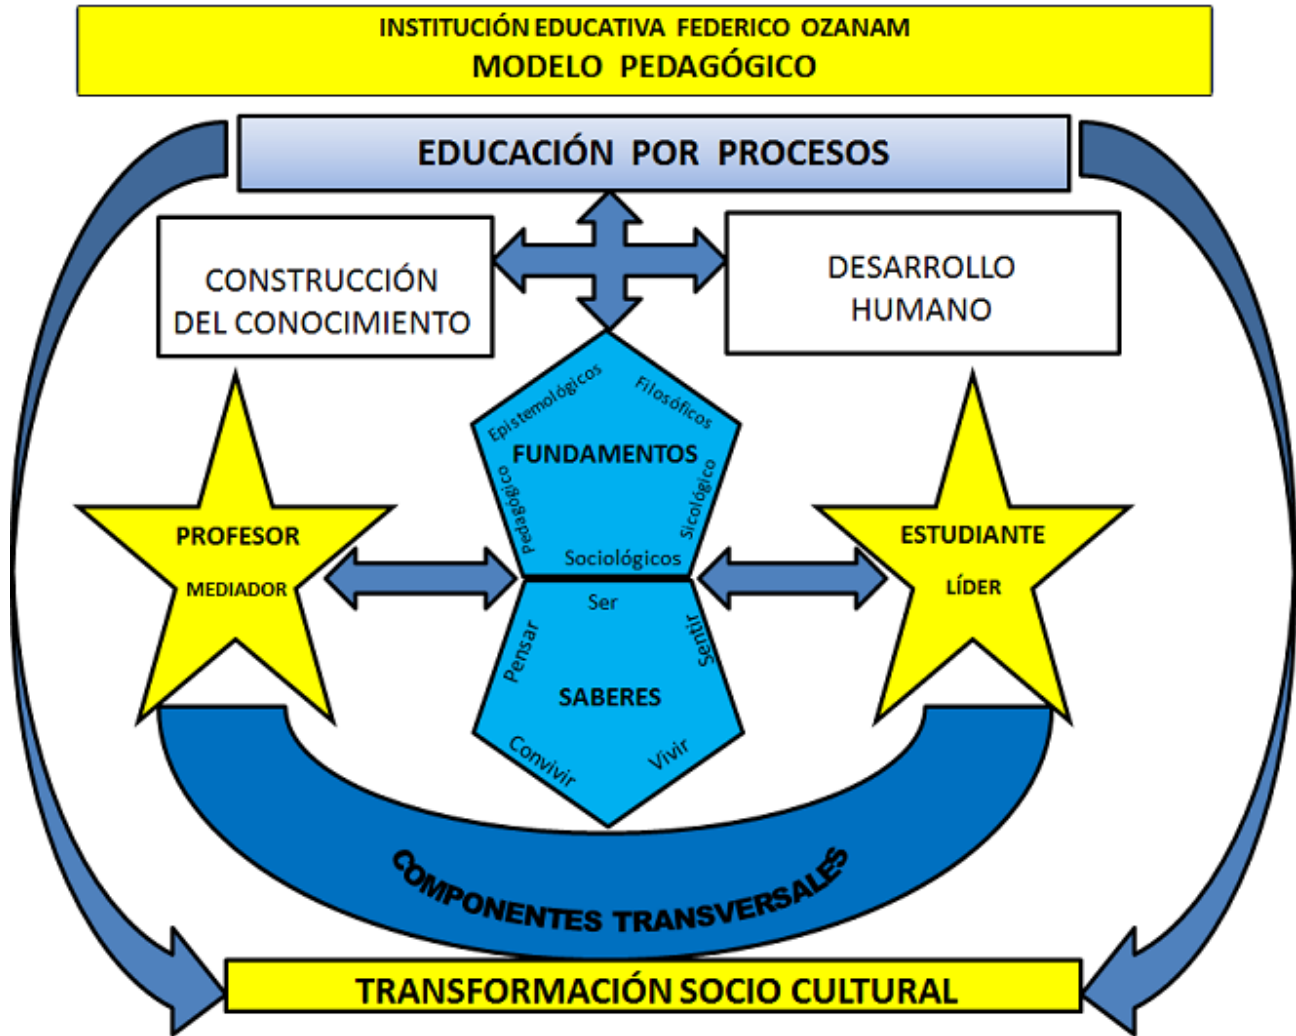 INSTITUCIÓN EDUCATIVA FEDERICO OZANAM
MODELO PEDAGÓGICO
EDUCACIÓN POR PROCESOS
CONSTRUCCIÓN
DEL CONOCIMIENTO
DESARROLLO
HUMANO
Epistemológicos
Filosóficos
FUNDAMENTOS
Pedagógico
Sicológico
Sociológicos
PROFESOR
MEDIADOR
ESTUDIANTE
LÍDER
Ser
Pensar
Sentir
SABERES
Convivir
Vivir
COMPONENTES TRANSVERSALES
TRANSFORMACIÓN SOCIO CULTURAL